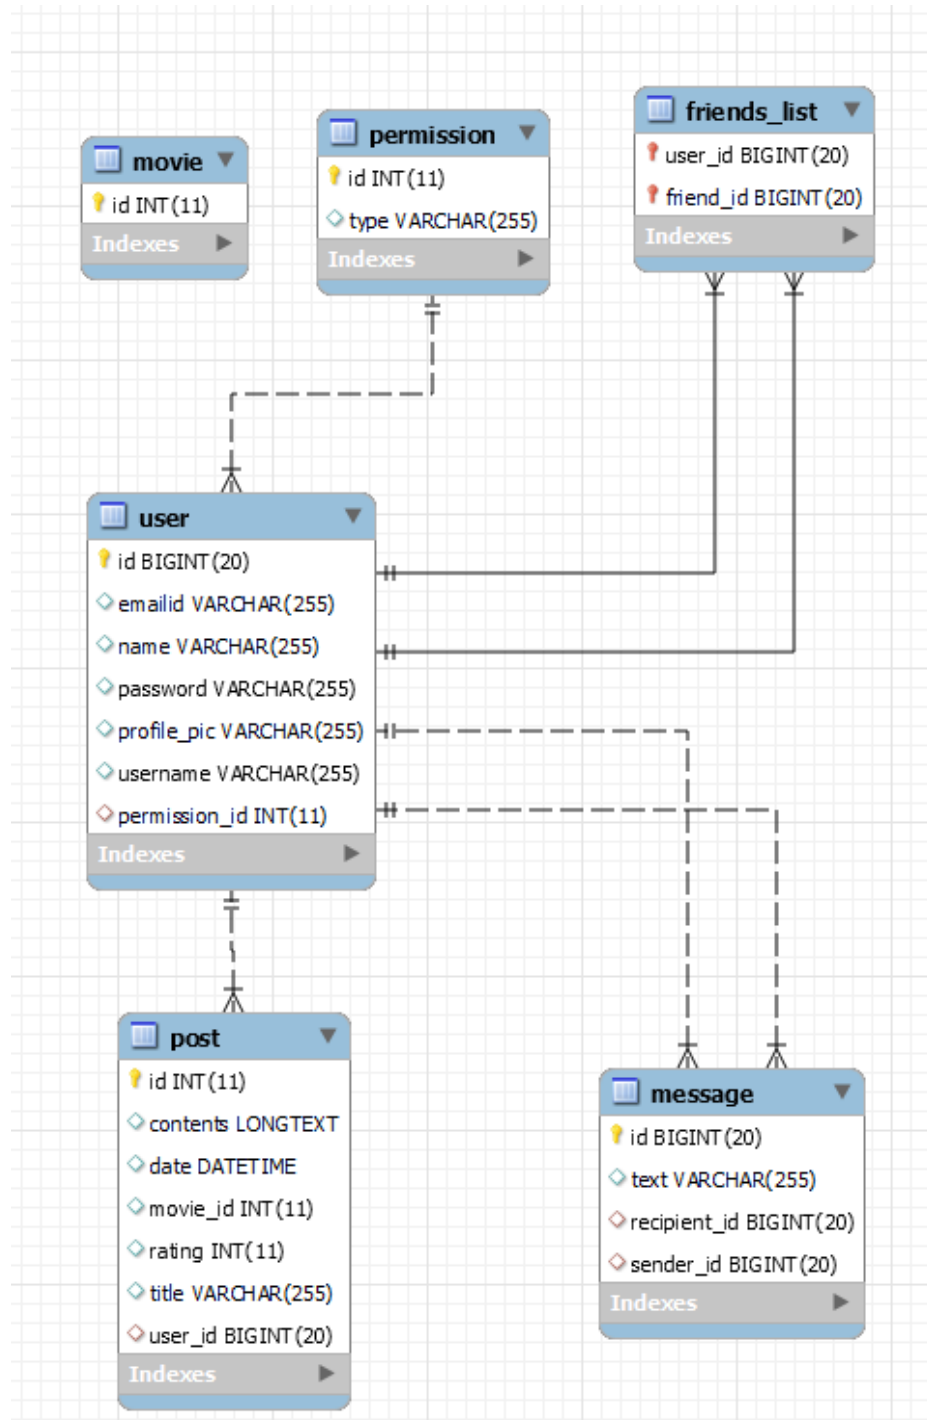 movie
id INT(11)
Indexes
permission
id INT(11)
type VARCHAR(255)
Indexes
friends_list
user_id BIGINT(20)
friend_id BIGINT(20)
Indexes
user
id BIGINT(20)
emailid VARCHAR(255)
name VARCHAR(255)
password VARCHAR(255)
profile_pic VARCHAR(255)
username VARCHAR(255)
permission_id INT(11)
Indexes
post
id INT(11)
contents LONGTEXT
date DATETIME
movie_id INT(11)
rating INT(11)
title VARCHAR(255)
user_id BIGINT(20)
Indexes
message
id BIGINT(20)
text VARCHAR(255)
recipient_id BIGINT(20)
sender_id BIGINT(20)
Indexes